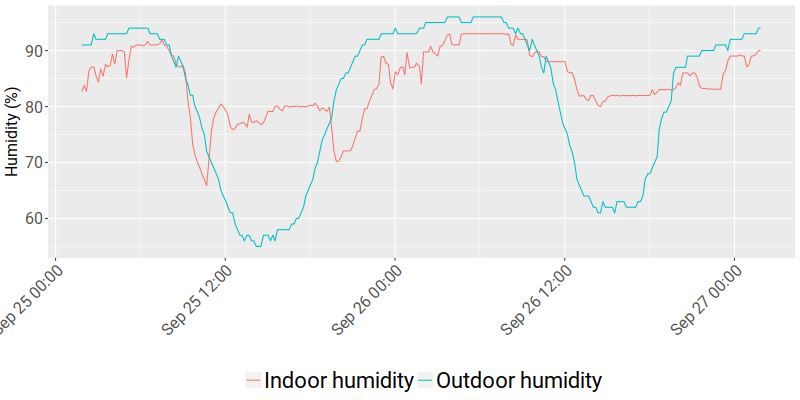 Humidity (%)
90
80
70
60
Sep 25 00:00
Sep 25 12:00
Sep 26 00:00
Sep 26 12:00
Sep 27 00:00
Indoor humidity
Outdoor humidity